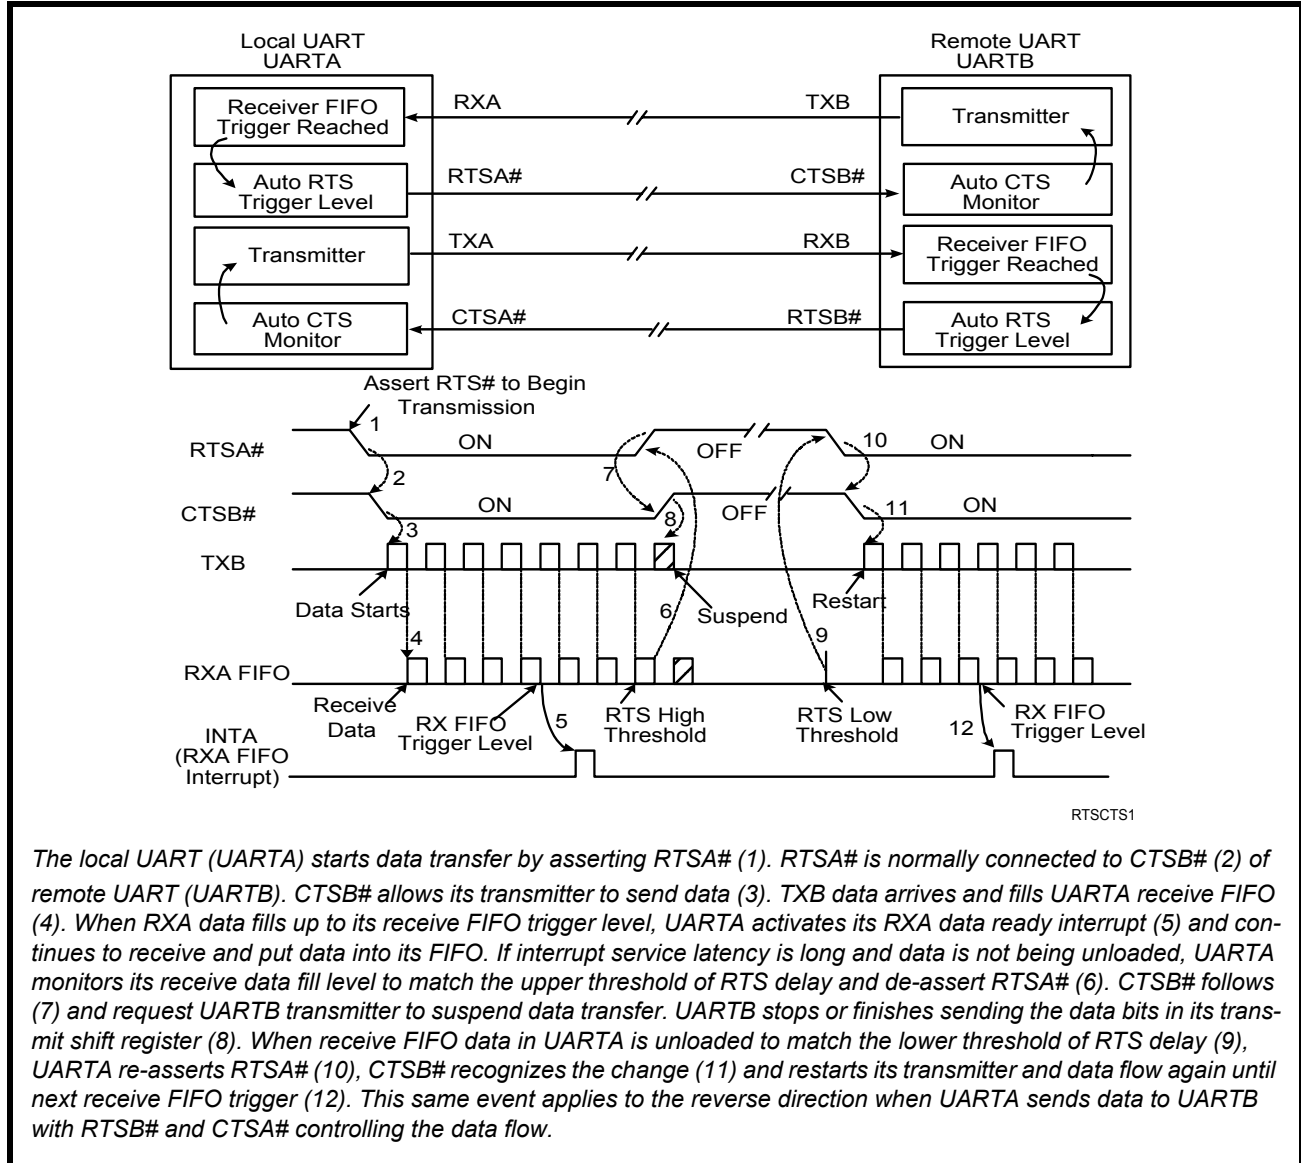 Local UART
UARTA
Remote UART
UARTB
Receiver FIFO
Trigger Reached
RXA
TXB
Transmitter
Auto RTS
Trigger Level
RTSA#
CTSB#
Auto CTS
Monitor
Transmitter
TXA
RXB
Receiver FIFO
Trigger Reached
Auto CTS
Monitor
CTSA#
RTSB#
Auto RTS
Trigger Level
Assert RTS# to Begin
Transmission
1
RTSA#
ON
OFF
ON
7
10
2
CTSB#
ON
OFF
ON
3
8
11
TXB
Data Starts
Suspend
Restart
4
6
9
RXA FIFO
Receive
Data
RX FIFO
Trigger Level
5
RTS High
Threshold
RTS Low
Threshold
12
RX FIFO
Trigger Level
INTA
(RXA FIFO
Interrupt)
RTSCTS1
The local UART (UARTA) starts data transfer by asserting RTSA# (1). RTSA# is normally connected to CTSB# (2) of
remote UART (UARTB). CTSB# allows its transmitter to send data (3). TXB data arrives and fills UARTA receive FIFO
(4). When RXA data fills up to its receive FIFO trigger level, UARTA activates its RXA data ready interrupt (5) and con-
tinues to receive and put data into its FIFO. If interrupt service latency is long and data is not being unloaded, UARTA
monitors its receive data fill level to match the upper threshold of RTS delay and de-assert RTSA# (6). CTSB# follows
(7) and request UARTB transmitter to suspend data transfer. UARTB stops or finishes sending the data bits in its trans-
mit shift register (8). When receive FIFO data in UARTA is unloaded to match the lower threshold of RTS delay (9),
UARTA re-asserts RTSA# (10), CTSB# recognizes the change (11) and restarts its transmitter and data flow again until
next receive FIFO trigger (12). This same event applies to the reverse direction when UARTA sends data to UARTB
with RTSB# and CTSA# controlling the data flow.